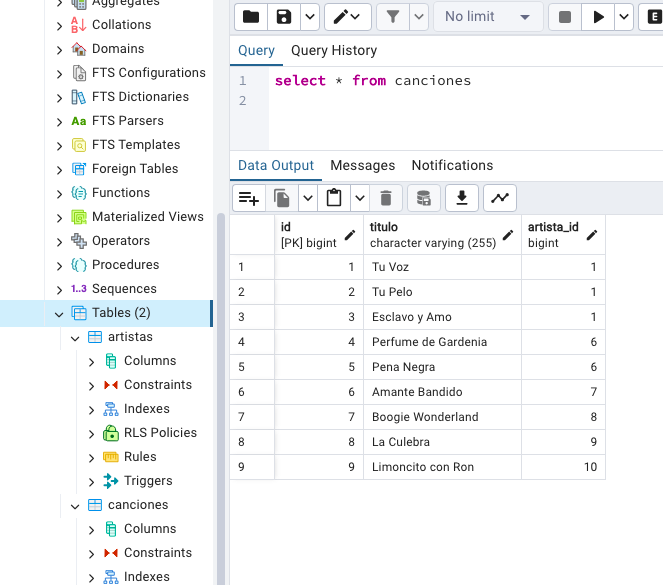 Aggregates
Collations
Domains
FTS Configurations
FTS Dictionaries
Aa FTS Parsers
FTS Templates
Foreign Tables
Functions
Materialized Views
Operators
Procedures
1..3 Sequences
Tables (2)
artistas
Columns
Constraints
Indexes
RLS Policies
Rules
Triggers
canciones
Columns
Constraints
Indexes
No limit
E
Query Query History
1 select * from canciones
2
Data Output Messages Notifications
id titulo artista_id
[PK] bigint character varying (255) bigint
1 1 Tu Voz 1
2 2 Tu Pelo 1
3 3 Esclavo y Amo 1
4 4 Perfume de Gardenia 6
5 5 Pena Negra 6
6 6 Amante Bandido 7
7 7 Boogie Wonderland 8
8 8 La Culebra 9
9 9 Limoncito con Ron 10